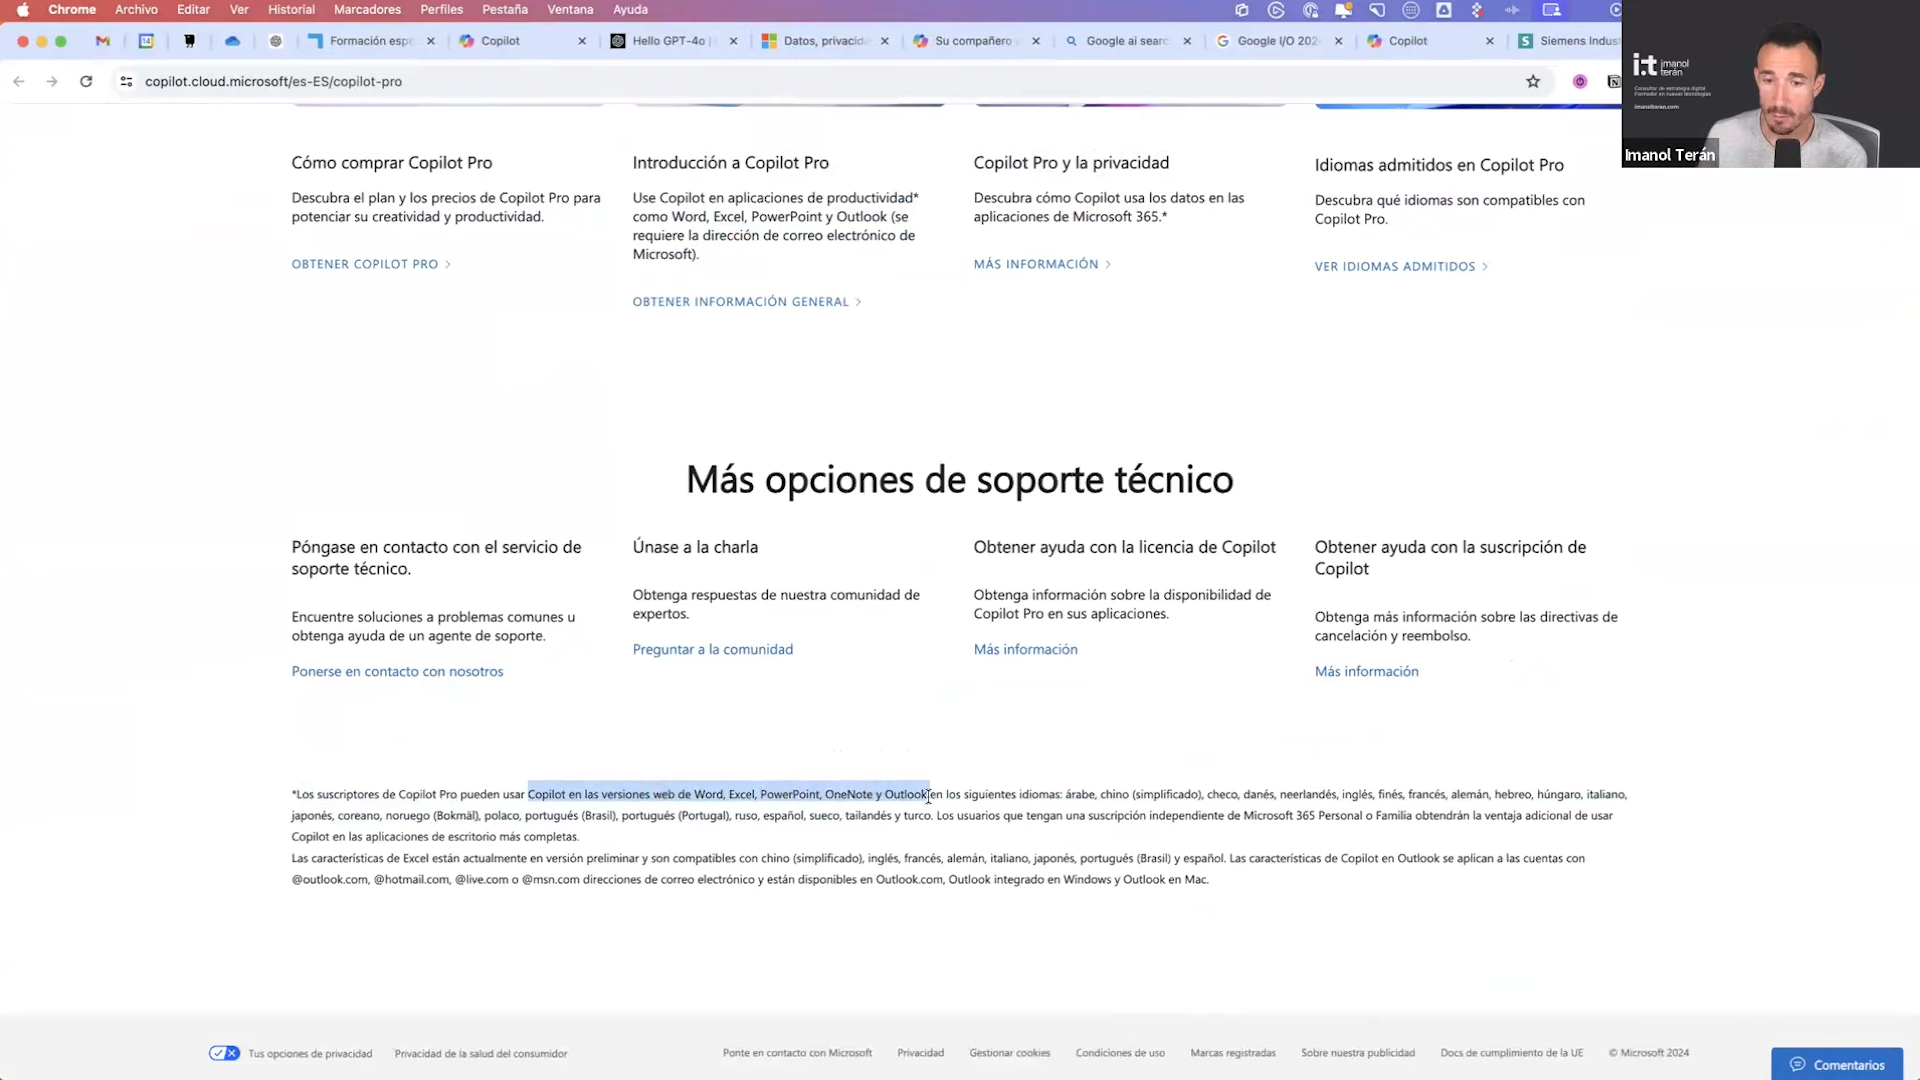 Chrome Archivo Editar Ver Historial Marcadores Perfiles Pestaña Ventana Ayuda
14 Formación espe Copilot Hello GPT-4o | Datos, privacida Su compañero Google ai searc Google I/O 202 Copilot Siemens Indus
copilot.cloud.microsoft/es-ES/copilot-pro
i.t imanol terán
Consultor de estrategia digital
Formador en nuevas tecnologías
imanolteran.com
Imanol Terán
Cómo comprar Copilot Pro
Descubra el plan y los precios de Copilot Pro para
potenciar su creatividad y productividad.
OBTENER COPILOT PRO >
Introducción a Copilot Pro
Use Copilot en aplicaciones de productividad*
como Word, Excel, PowerPoint y Outlook (se
requiere la dirección de correo electrónico de
Microsoft).
OBTENER INFORMACIÓN GENERAL >
Copilot Pro y la privacidad
Descubra cómo Copilot usa los datos en las
aplicaciones de Microsoft 365.*
MÁS INFORMACIÓN >
Idiomas admitidos en Copilot Pro
Descubra qué idiomas son compatibles con
Copilot Pro.
VER IDIOMAS ADMITIDOS >
Más opciones de soporte técnico
Póngase en contacto con el servicio de
soporte técnico.
Encuentre soluciones a problemas comunes u
obtenga ayuda de un agente de soporte.
Ponerse en contacto con nosotros
Únase a la charla
Obtenga respuestas de nuestra comunidad de
expertos.
Preguntar a la comunidad
Obtener ayuda con la licencia de Copilot
Obtenga información sobre la disponibilidad de
Copilot Pro en sus aplicaciones.
Más información
Obtener ayuda con la suscripción de
Copilot
Obtenga más información sobre las directivas de
cancelación y reembolso.
Más información
*Los suscriptores de Copilot Pro pueden usar Copilot en las versiones web de Word, Excel, PowerPoint, OneNote y Outlook en los siguientes idiomas: árabe, chino (simplificado), checo, danés, neerlandés, inglés, finés, francés, alemán, hebreo, húngaro, italiano,
japonés, coreano, noruego (Bokmål), polaco, portugués (Brasil), portugués (Portugal), ruso, español, sueco, tailandés y turco. Los usuarios que tengan una suscripción independiente de Microsoft 365 Personal o Familia obtendrán la ventaja adicional de usar
Copilot en las aplicaciones de escritorio más completas.
Las características de Excel están actualmente en versión preliminar y son compatibles con chino (simplificado), inglés, francés, alemán, italiano, japonés, portugués (Brasil) y español. Las características de Copilot en Outlook se aplican a las cuentas con
@outlook.com, @hotmail.com, @live.com o @msn.com direcciones de correo electrónico y están disponibles en Outlook.com, Outlook integrado en Windows y Outlook en Mac.
Tus opciones de privacidad Privacidad de la salud del consumidor Ponte en contacto con Microsoft Privacidad Gestionar cookies Condiciones de uso Marcas registradas Sobre nuestra publicidad Docs de cumplimiento de la UE © Microsoft 2024
Comentarios